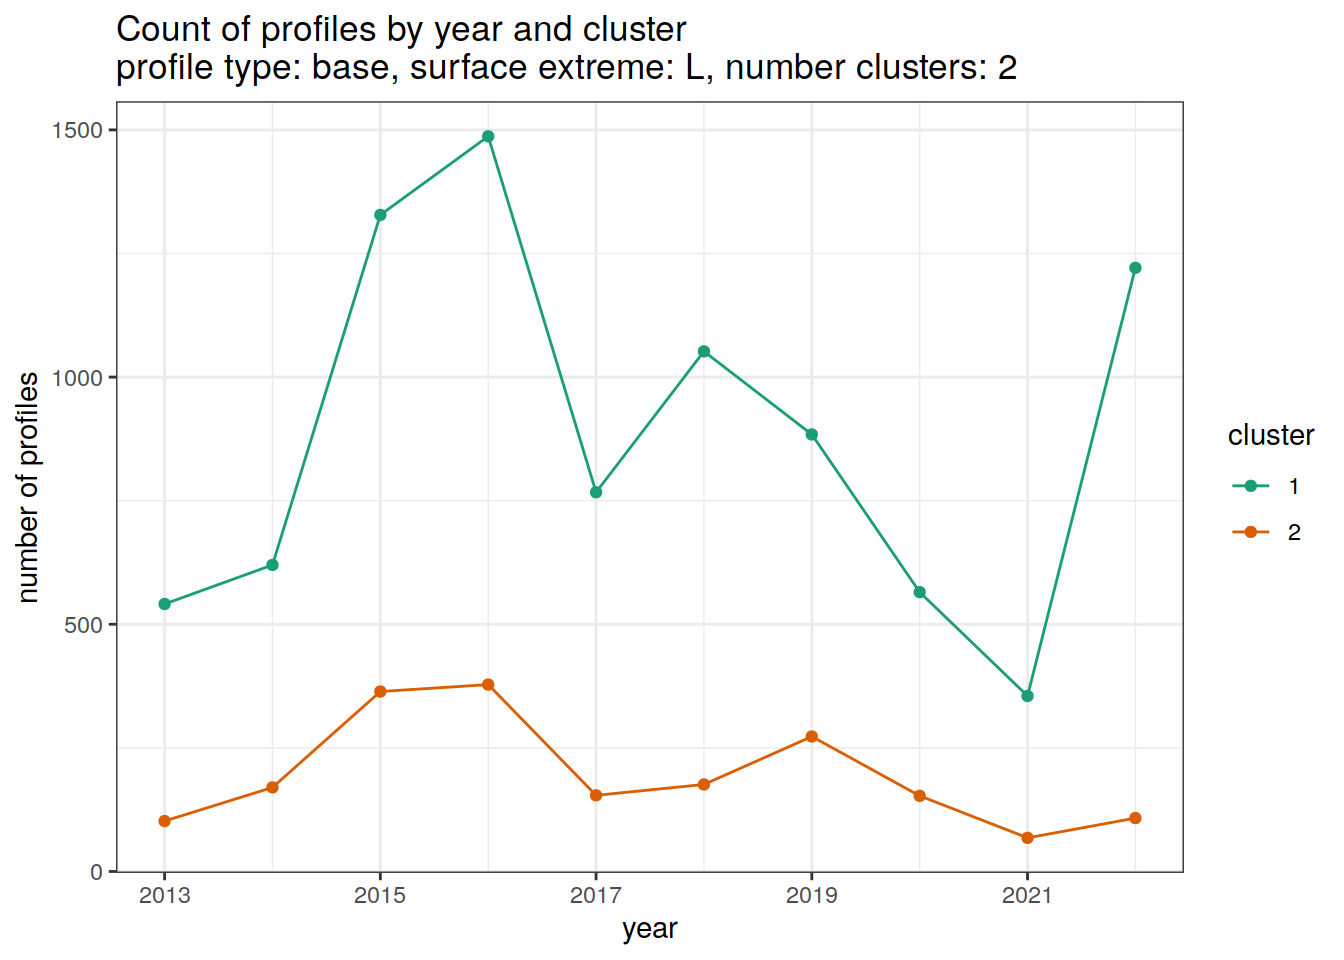 Count of profiles by year and cluster
profile type: base, surface extreme: L, number clusters: 2
1500
1000
500
0
number of profiles
2013 2015 2017 2019 2021
year
cluster
1
2